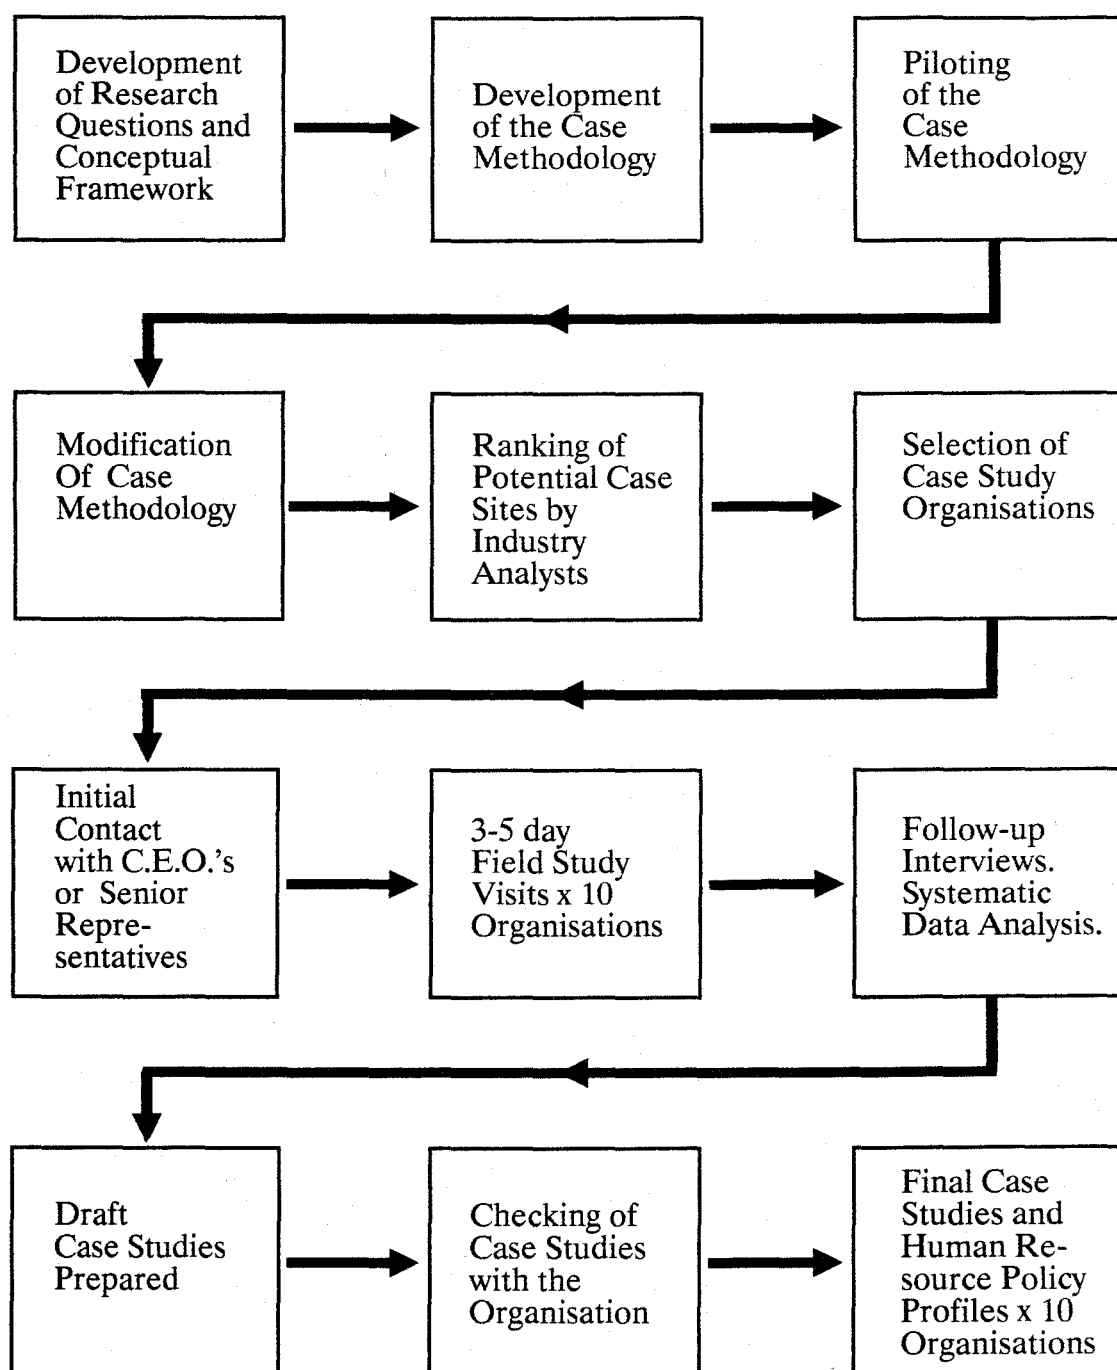 Development
of Research
Questions and
Conceptual
Framework
Development
of the Case
Methodology
Piloting
of the
Case
Methodology
Modification
Of Case
Methodology
Ranking of
Potential Case
Sites by
Industry
Analysts
Selection of
Case Study
Organisations
Initial
Contact
with C.E.O.'s
or Senior
Repre-
sentatives
3-5 day
Field Study
Visits x 10
Organisations
Follow-up
Interviews.
Systematic
Data Analysis.
Draft
Case Studies
Prepared
Checking of
Case Studies
with the
Organisation
Final Case
Studies and
Human Re-
source Policy
Profiles x 10
Organisations